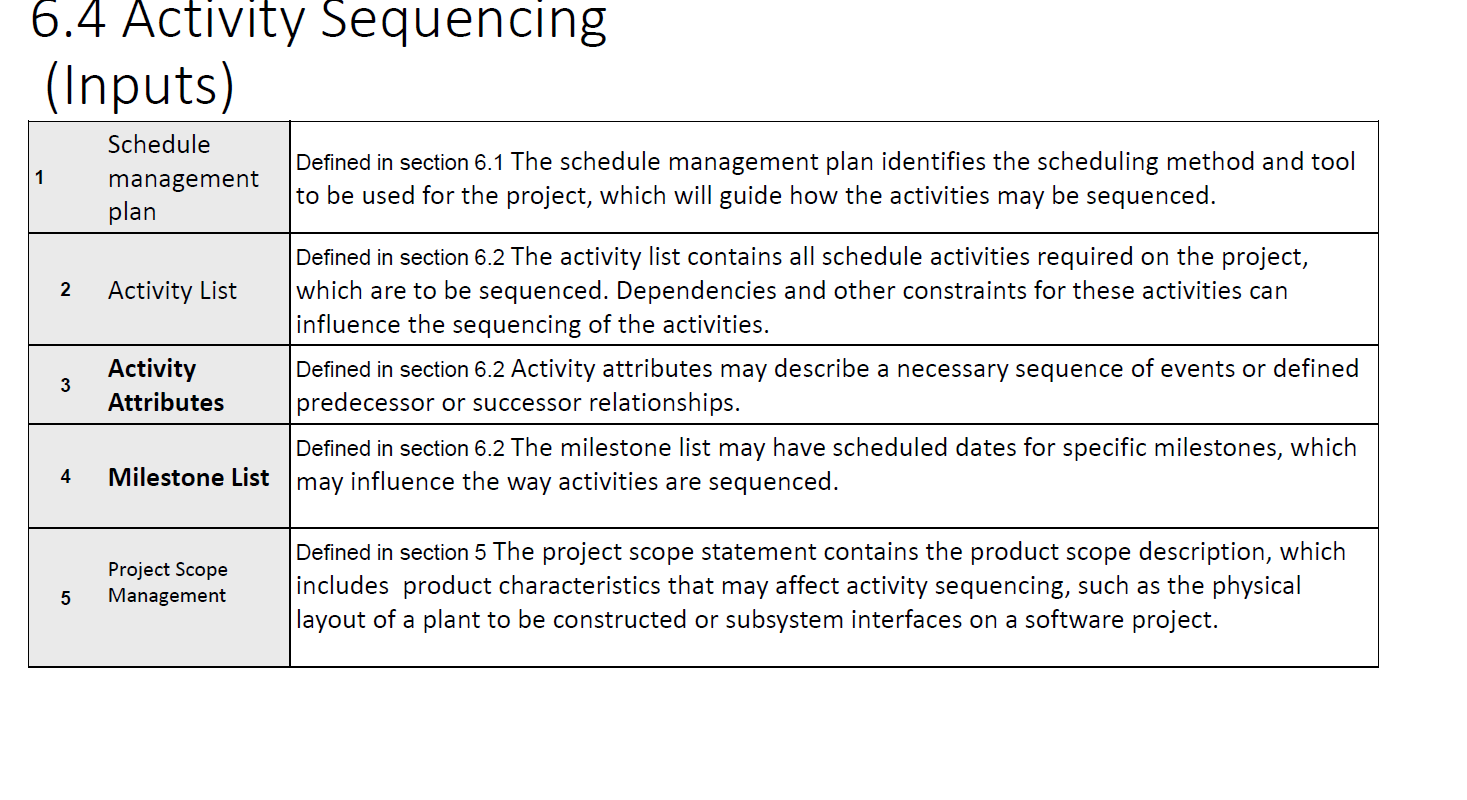 6.4 Activity Sequencing
(Inputs)
1
Schedule
management
plan
Defined in section 6.1 The schedule management plan identifies the scheduling method and tool
to be used for the project, which will guide how the activities may be sequenced.
2
Activity List
Defined in section 6.2 The activity list contains all schedule activities required on the project,
which are to be sequenced. Dependencies and other constraints for these activities can
influence the sequencing of the activities.
3
Activity
Attributes
Defined in section 6.2 Activity attributes may describe a necessary sequence of events or defined
predecessor or successor relationships.
4
Milestone List
Defined in section 6.2 The milestone list may have scheduled dates for specific milestones, which
may influence the way activities are sequenced.
5
Project Scope
Management
Defined in section 5 The project scope statement contains the product scope description, which
includes  product characteristics that may affect activity sequencing, such as the physical
layout of a plant to be constructed or subsystem interfaces on a software project.